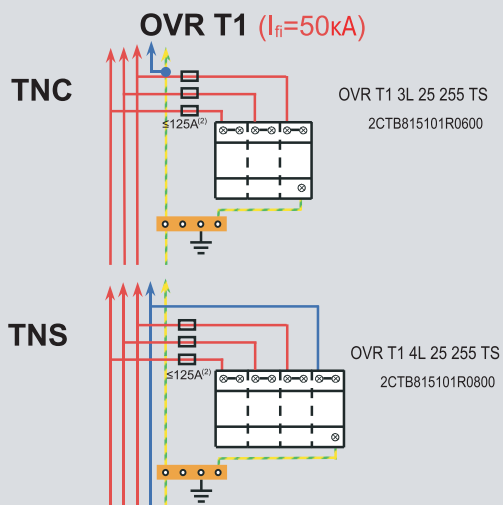 OVR T1 (Ifi=50кА)
TNC
OVR T1 3L 25 255 TS
2CTB815101R0600
≤125A(2)
TNS
OVR T1 4L 25 255 TS
2CTB815101R0800
≤125A(2)